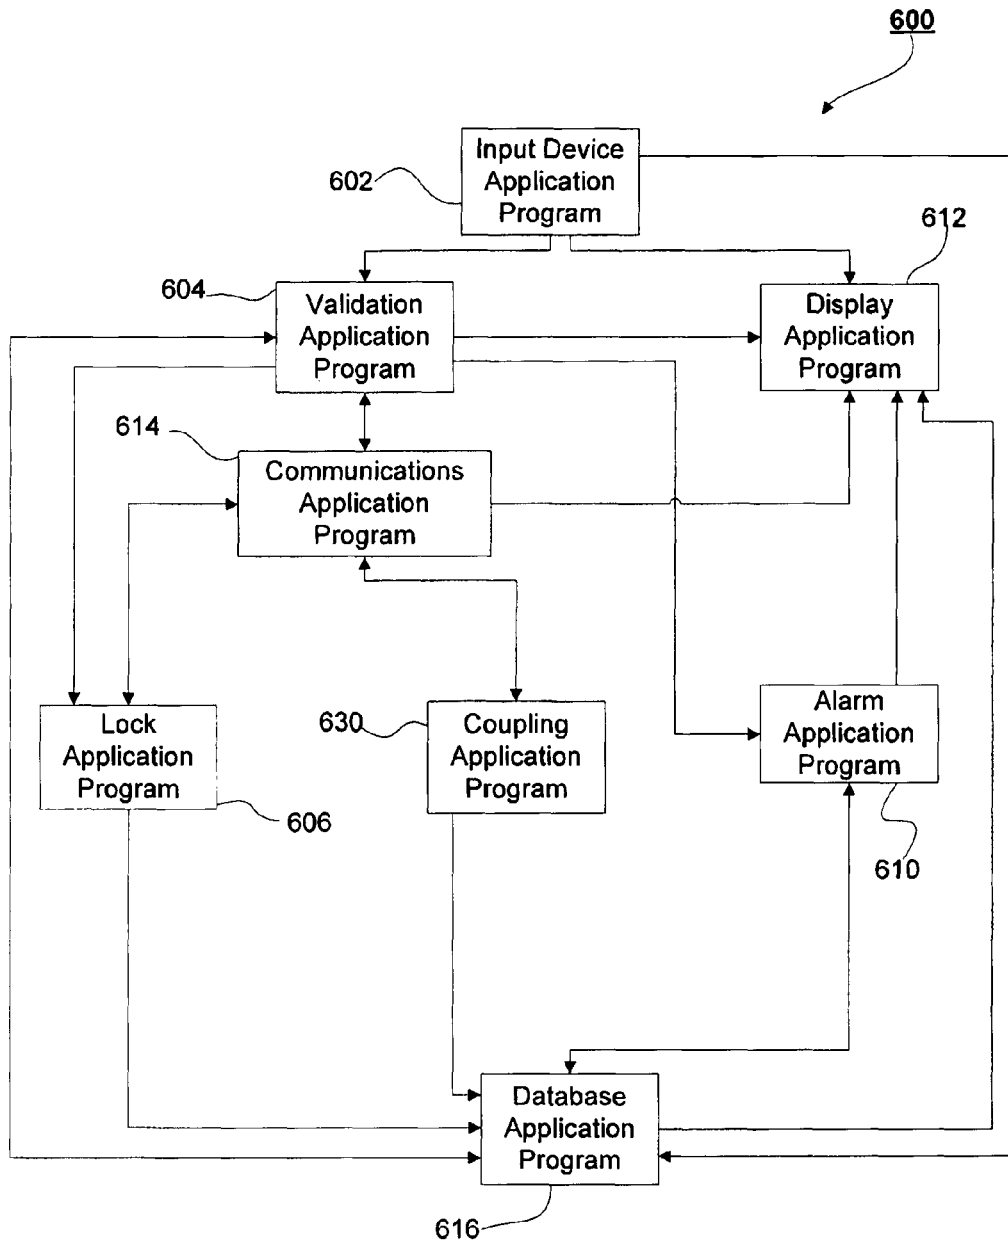 600
Input Device
Application
Program
602
612
604
Validation
Application
Program
Display
Application
Program
614
Communications
Application
Program
Lock
Application
Program
606
630
Coupling
Application
Program
Alarm
Application
Program
610
Database
Application
Program
616